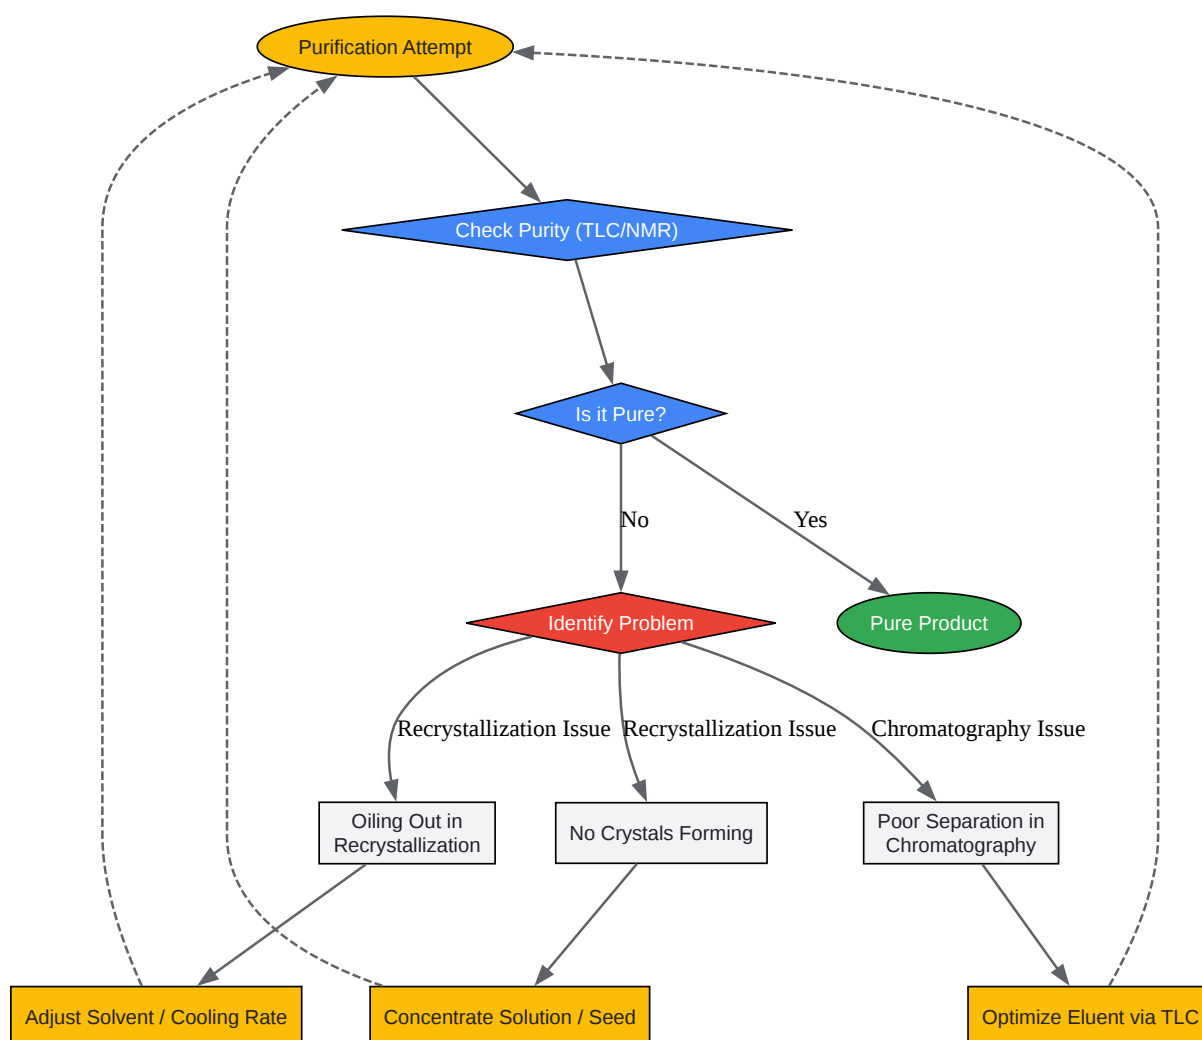 Purification Attempt
Check Purity (TLC/NMR)
Is it Pure?
No
Yes
Identify Problem
Pure Product
Recrystallization Issue
Recrystallization Issue
Chromatography Issue
Oiling Out in
Recrystallization
No Crystals Forming
Poor Separation in
Chromatography
Adjust Solvent / Cooling Rate
Concentrate Solution / Seed
Optimize Eluent via TLC